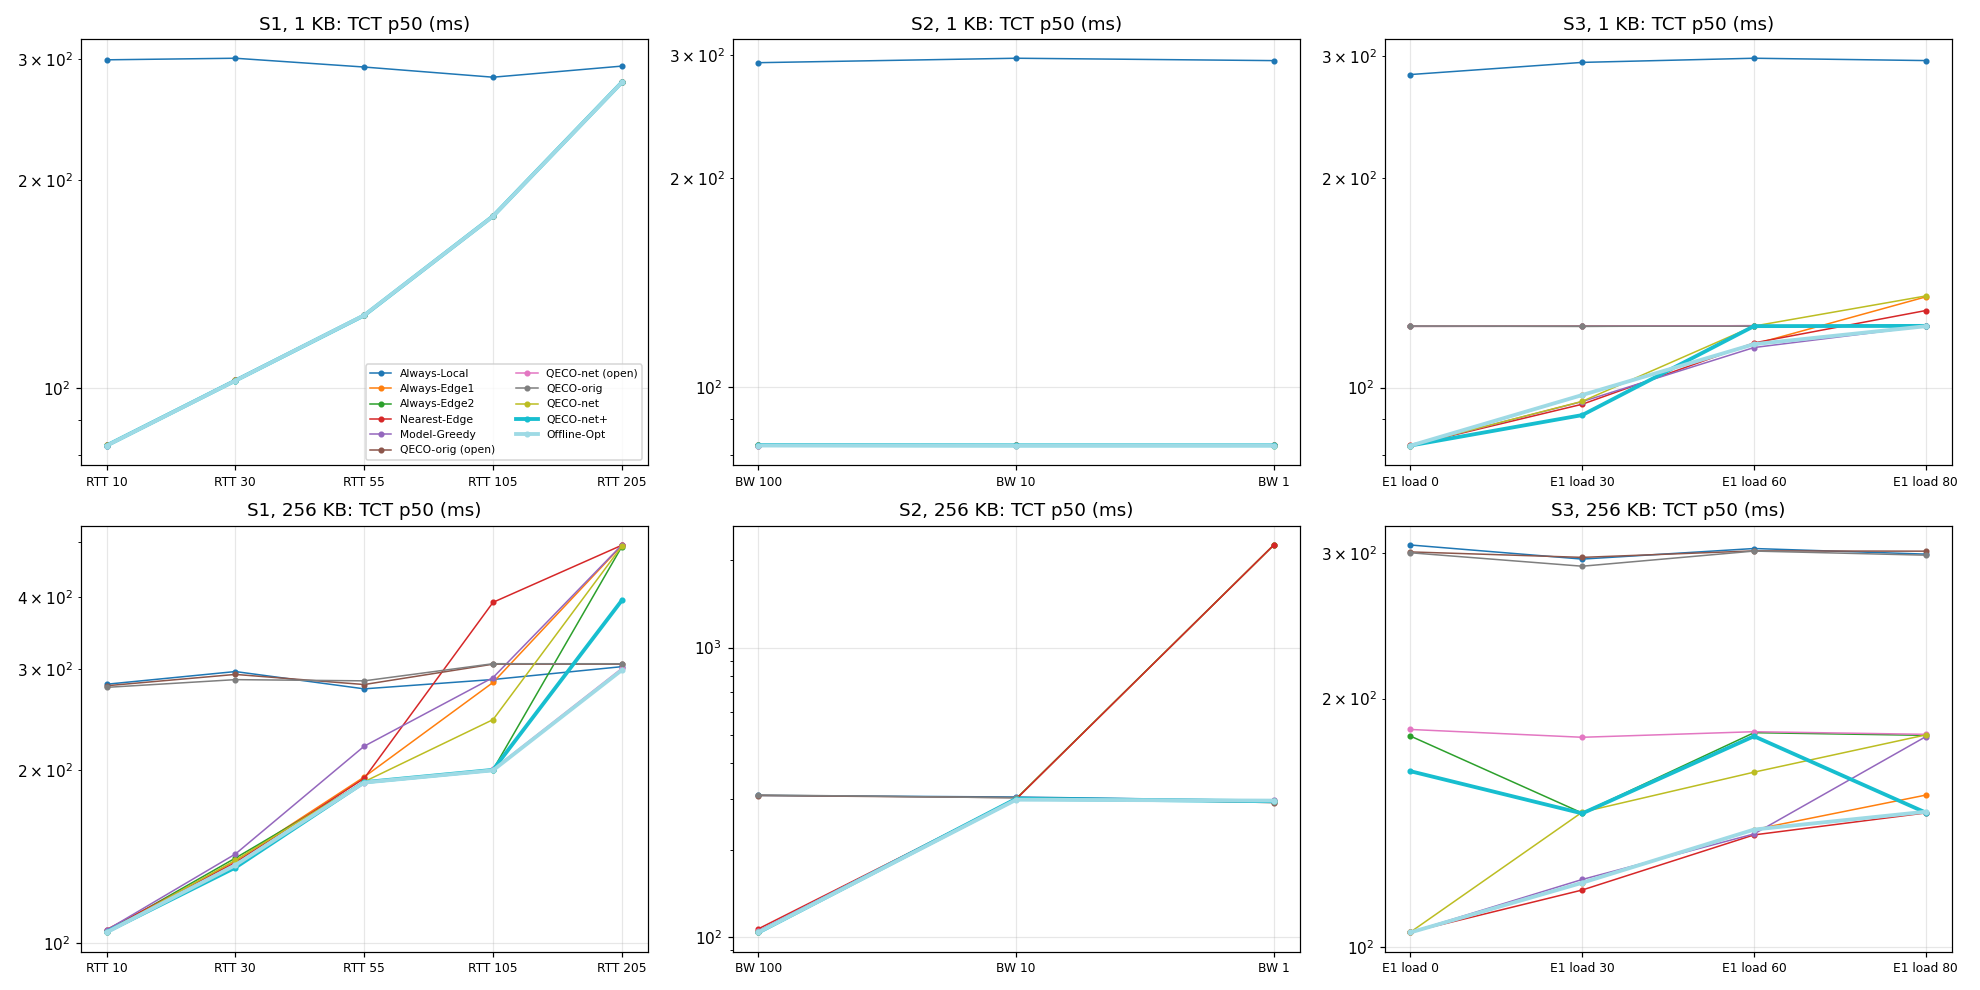 S1, 1 KB: TCT p50 (ms)
3 × 10²
2 × 10²
10²
RTT 10
RTT 30
RTT 55
RTT 105
RTT 205
Always-Local
Always-Edge1
Always-Edge2
Nearest-Edge
Model-Greedy
QECO-orig (open)
QECO-net (open)
QECO-orig
QECO-net
QECO-net+
Offline-Opt
S2, 1 KB: TCT p50 (ms)
3 × 10²
2 × 10²
10²
BW 100
BW 10
BW 1
S3, 1 KB: TCT p50 (ms)
3 × 10²
2 × 10²
10²
E1 load 0
E1 load 30
E1 load 60
E1 load 80
S1, 256 KB: TCT p50 (ms)
4 × 10²
3 × 10²
2 × 10²
10²
RTT 10
RTT 30
RTT 55
RTT 105
RTT 205
S2, 256 KB: TCT p50 (ms)
10³
10²
BW 100
BW 10
BW 1
S3, 256 KB: TCT p50 (ms)
3 × 10²
2 × 10²
10²
E1 load 0
E1 load 30
E1 load 60
E1 load 80